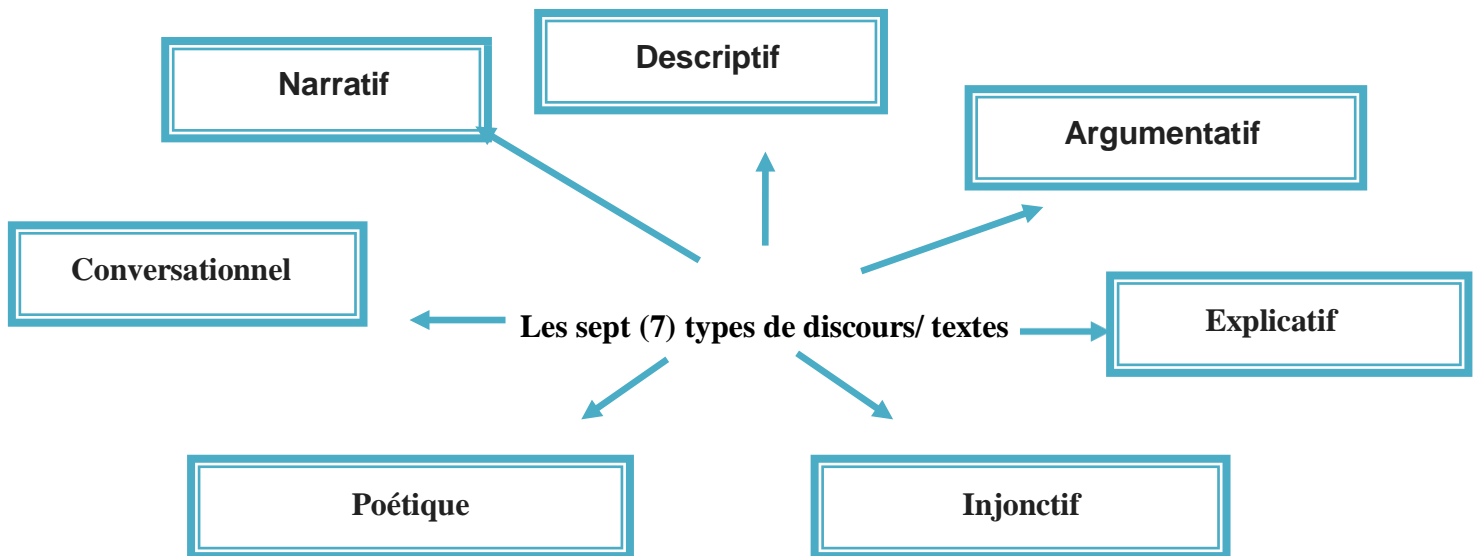 Descriptif
Narratif
Argumentatif
Conversationnel
Les sept (7) types de discours/ textes
Explicatif
Poétique
Injonctif